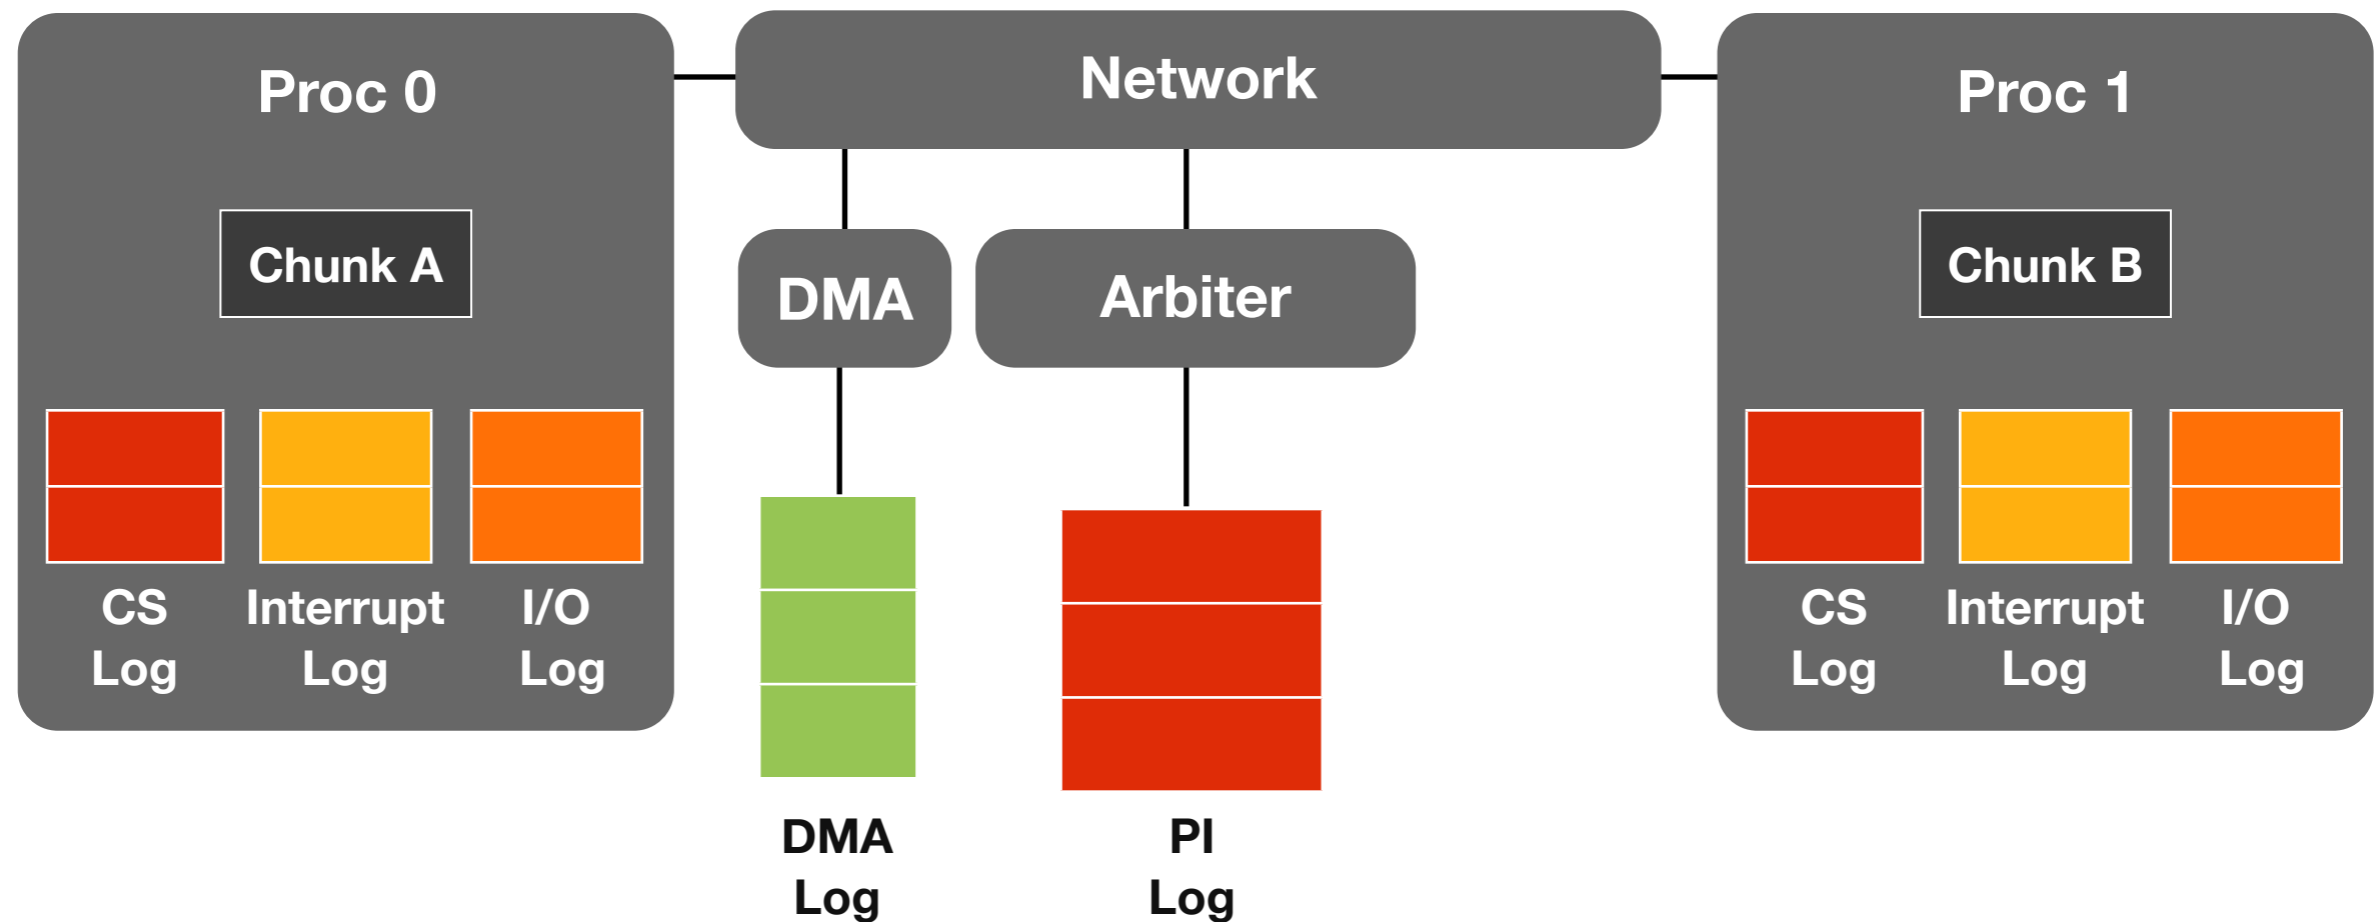 Proc 0
Chunk A
CS
Log
Interrupt
Log
I/O
Log
Network
DMA
Arbiter
DMA
Log
PI
Log
Proc 1
Chunk B
CS
Log
Interrupt
Log
I/O
Log